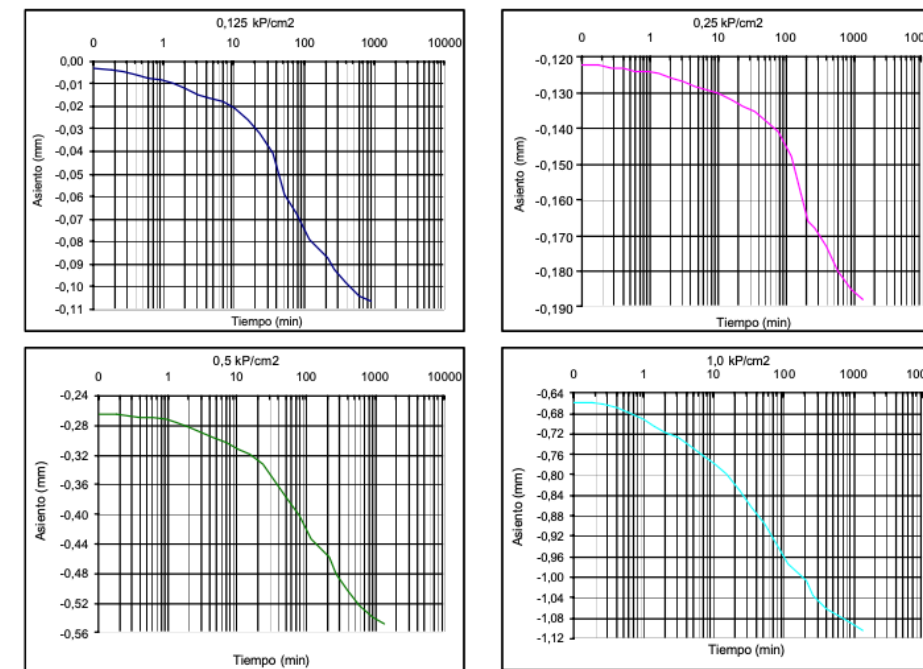 0,125 kP/cm2
0 1 10 100 1000 10000
0,00
-0,01
-0,02
-0,03
-0,04
-0,05
-0,06
-0,07
-0,08
-0,09
-0,10
-0,11
Asiento (mm)
Tiempo (min)
0,25 kP/cm2
0 1 10 100 1000
-0,120
-0,130
-0,140
-0,150
-0,160
-0,170
-0,180
-0,190
Asiento (mm)
Tiempo (min)
0,5 kP/cm2
0 1 10 100 1000 10000
-0,24
-0,28
-0,32
-0,36
-0,40
-0,44
-0,48
-0,52
-0,56
Asiento (mm)
Tiempo (min)
1,0 kP/cm2
0 1 10 100 1000
-0,64
-0,68
-0,72
-0,76
-0,80
-0,84
-0,88
-0,92
-0,96
-1,00
-1,04
-1,08
-1,12
Asiento (mm)
Tiempo (min)